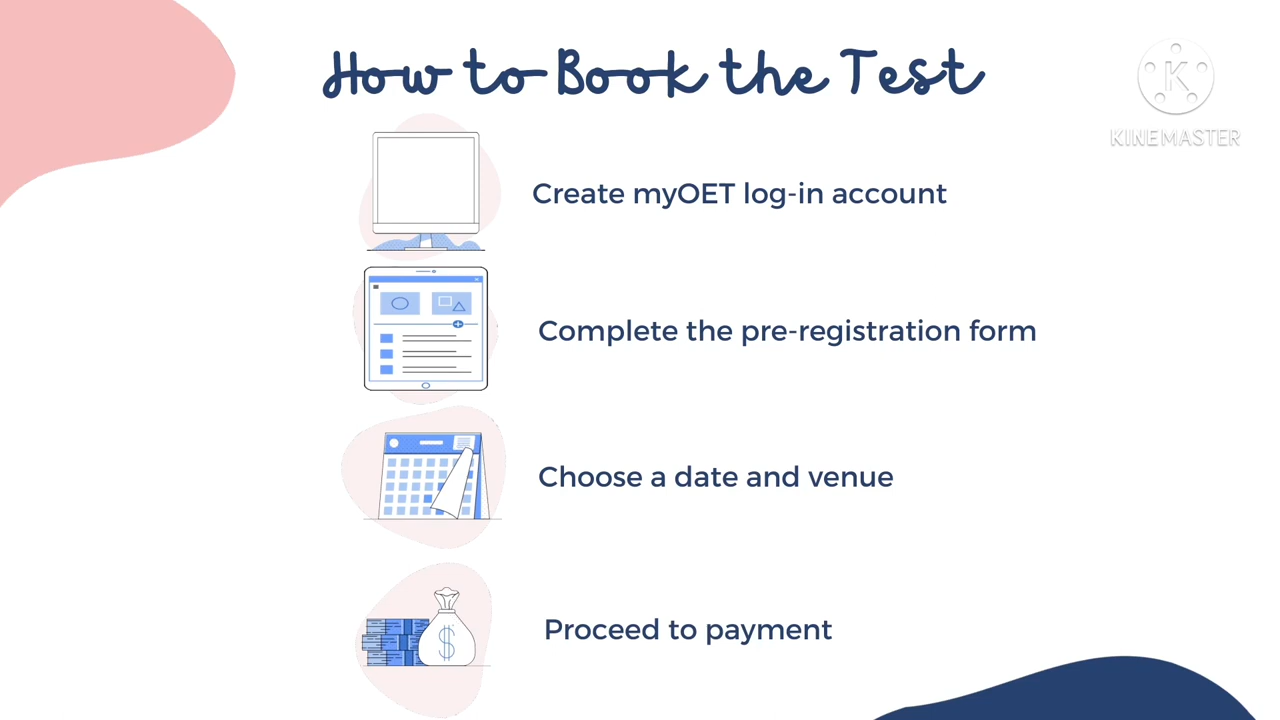 How to Book the Test
K
KINEMASTER
Create myOET log-in account
Complete the pre-registration form
Choose a date and venue
$
Proceed to payment